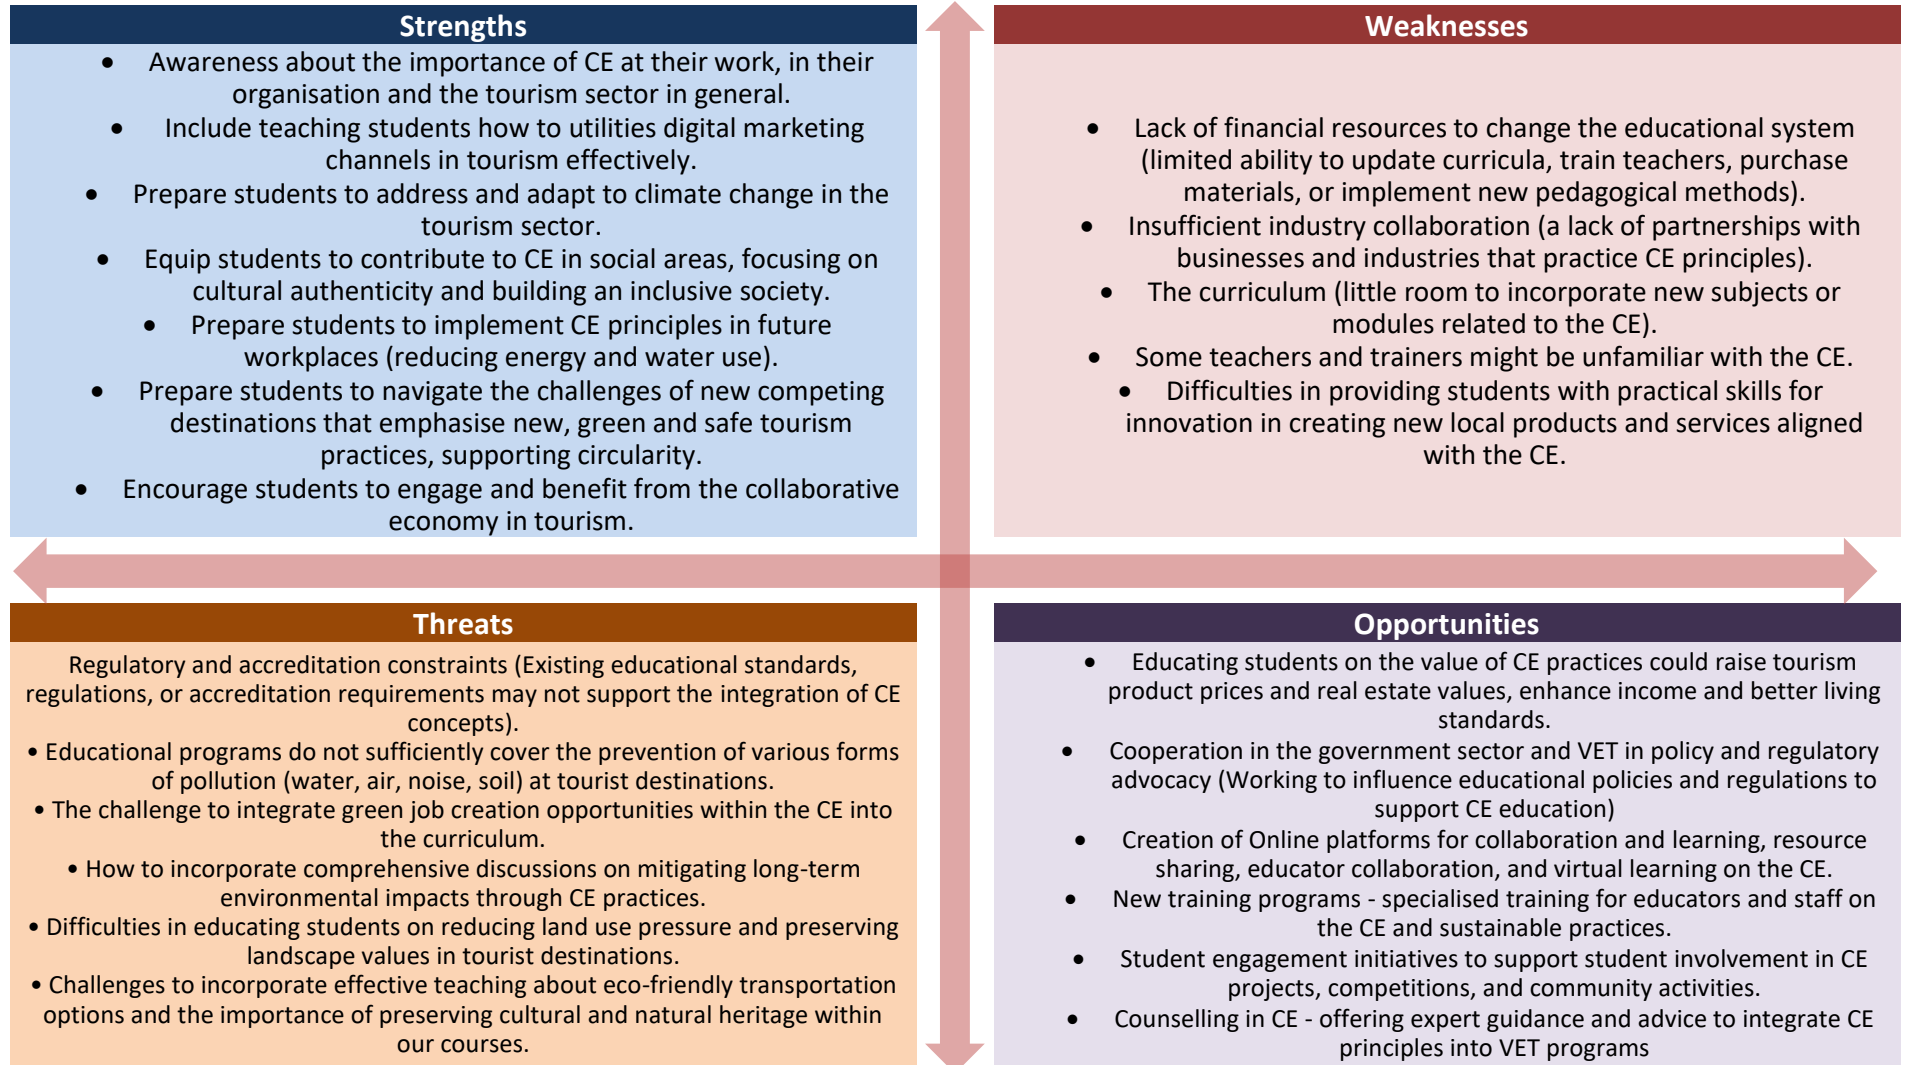 Strengths
• Awareness about the importance of CE at their work, in their
organisation and the tourism sector in general.
• Include teaching students how to utilities digital marketing
channels in tourism effectively.
• Prepare students to address and adapt to climate change in the
tourism sector.
• Equip students to contribute to CE in social areas, focusing on
cultural authenticity and building an inclusive society.
• Prepare students to implement CE principles in future
workplaces (reducing energy and water use).
• Prepare students to navigate the challenges of new competing
destinations that emphasise new, green and safe tourism
practices, supporting circularity.
• Encourage students to engage and benefit from the collaborative
economy in tourism.
Weaknesses
• Lack of financial resources to change the educational system
(limited ability to update curricula, train teachers, purchase
materials, or implement new pedagogical methods).
• Insufficient industry collaboration (a lack of partnerships with
businesses and industries that practice CE principles).
• The curriculum (little room to incorporate new subjects or
modules related to the CE).
• Some teachers and trainers might be unfamiliar with the CE.
• Difficulties in providing students with practical skills for
innovation in creating new local products and services aligned
with the CE.
Threats
Regulatory and accreditation constraints (Existing educational standards,
regulations, or accreditation requirements may not support the integration of CE
concepts).
• Educational programs do not sufficiently cover the prevention of various forms
of pollution (water, air, noise, soil) at tourist destinations.
• The challenge to integrate green job creation opportunities within the CE into
the curriculum.
• How to incorporate comprehensive discussions on mitigating long-term
environmental impacts through CE practices.
• Difficulties in educating students on reducing land use pressure and preserving
landscape values in tourist destinations.
• Challenges to incorporate effective teaching about eco-friendly transportation
options and the importance of preserving cultural and natural heritage within
our courses.
Opportunities
• Educating students on the value of CE practices could raise tourism
product prices and real estate values, enhance income and better living
standards.
• Cooperation in the government sector and VET in policy and regulatory
advocacy (Working to influence educational policies and regulations to
support CE education)
• Creation of Online platforms for collaboration and learning, resource
sharing, educator collaboration, and virtual learning on the CE.
• New training programs - specialised training for educators and staff on
the CE and sustainable practices.
• Student engagement initiatives to support student involvement in CE
projects, competitions, and community activities.
• Counselling in CE - offering expert guidance and advice to integrate CE
principles into VET programs